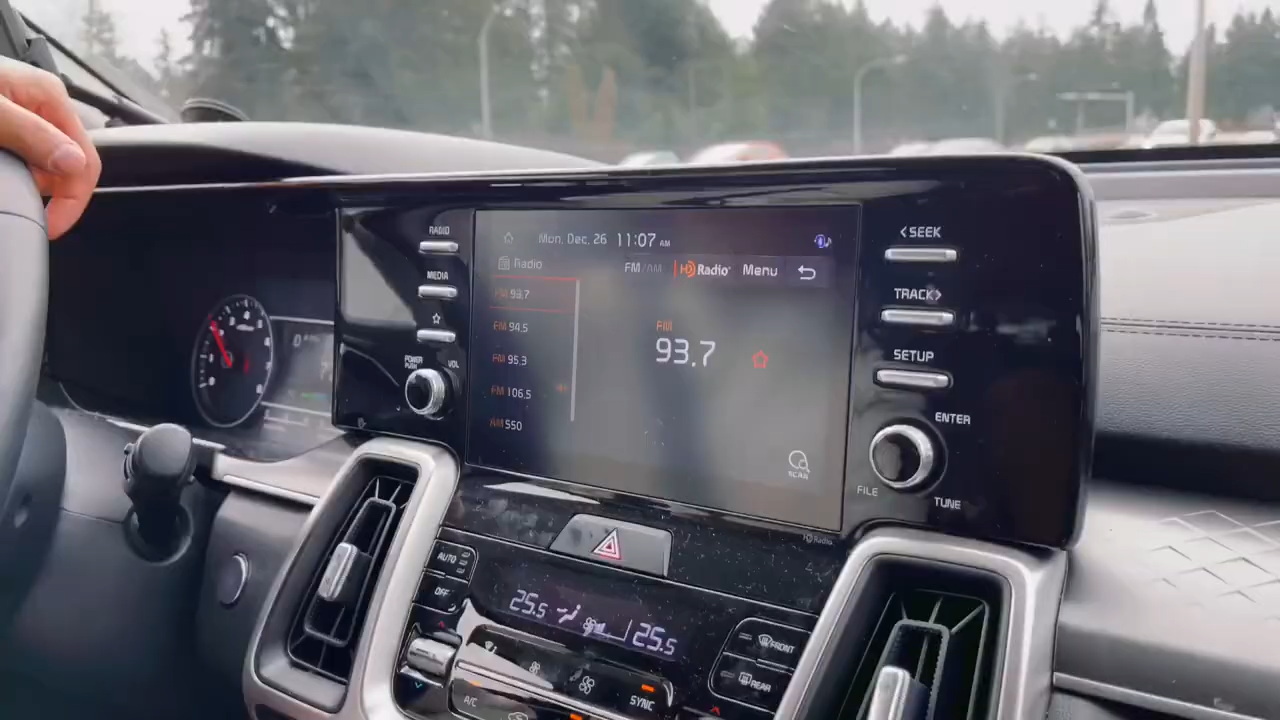 RADIO
MEDIA
POWER
PUSH
VOL
Mon, Dec. 26 11:07 AM
Radio
FM/AM
HD Radio
Menu
FM 93.7
FM 94.5
FM 95.3
FM 106.5
AM 550
FM
93.7
SCAN
< SEEK
TRACK >
SETUP
ENTER
FILE
TUNE
HD Radio
AUTO
OFF
25.5
25.5
FRONT
REAR
A/C
SYNC